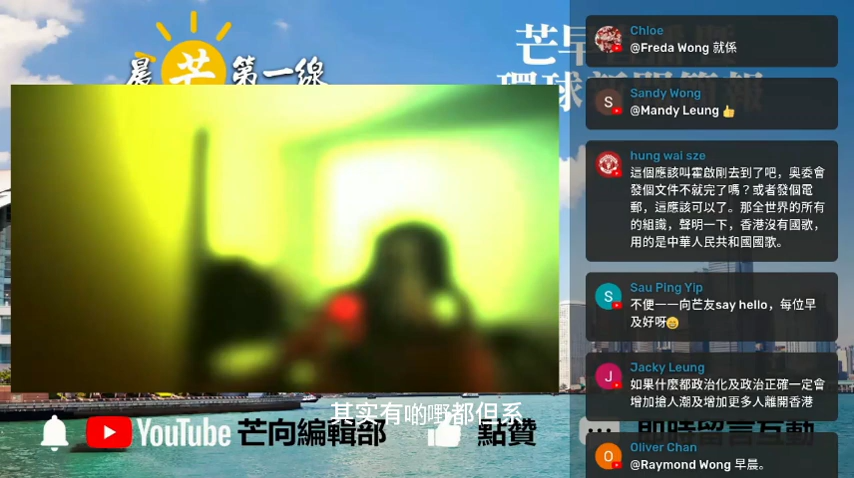 晨芒第一線
芒早
環球
Chloe
@Freda Wong 就係
Sandy Wong
@Mandy Leung 👍
hung wai sze
這個應該叫霍啟剛去到了吧，奧委會
發個文件不就完了嗎？或者發個電
郵，這應該可以了。那全世界的所有
的組識，聲明一下，香港沒有國歌，
用的是中華人民共和國國歌。
Sau Ping Yip
不便一一向芒友say hello，每位早
及好呀😄
Jacky Leung
如果什麼都政治化及政治正確一定會
增加搶人潮及增加更多人離開香港
Oliver Chan
@Raymond Wong 早晨。
其实有啲嘢都但系
YouTube 芒向編輯部
點贊
即時留言互動